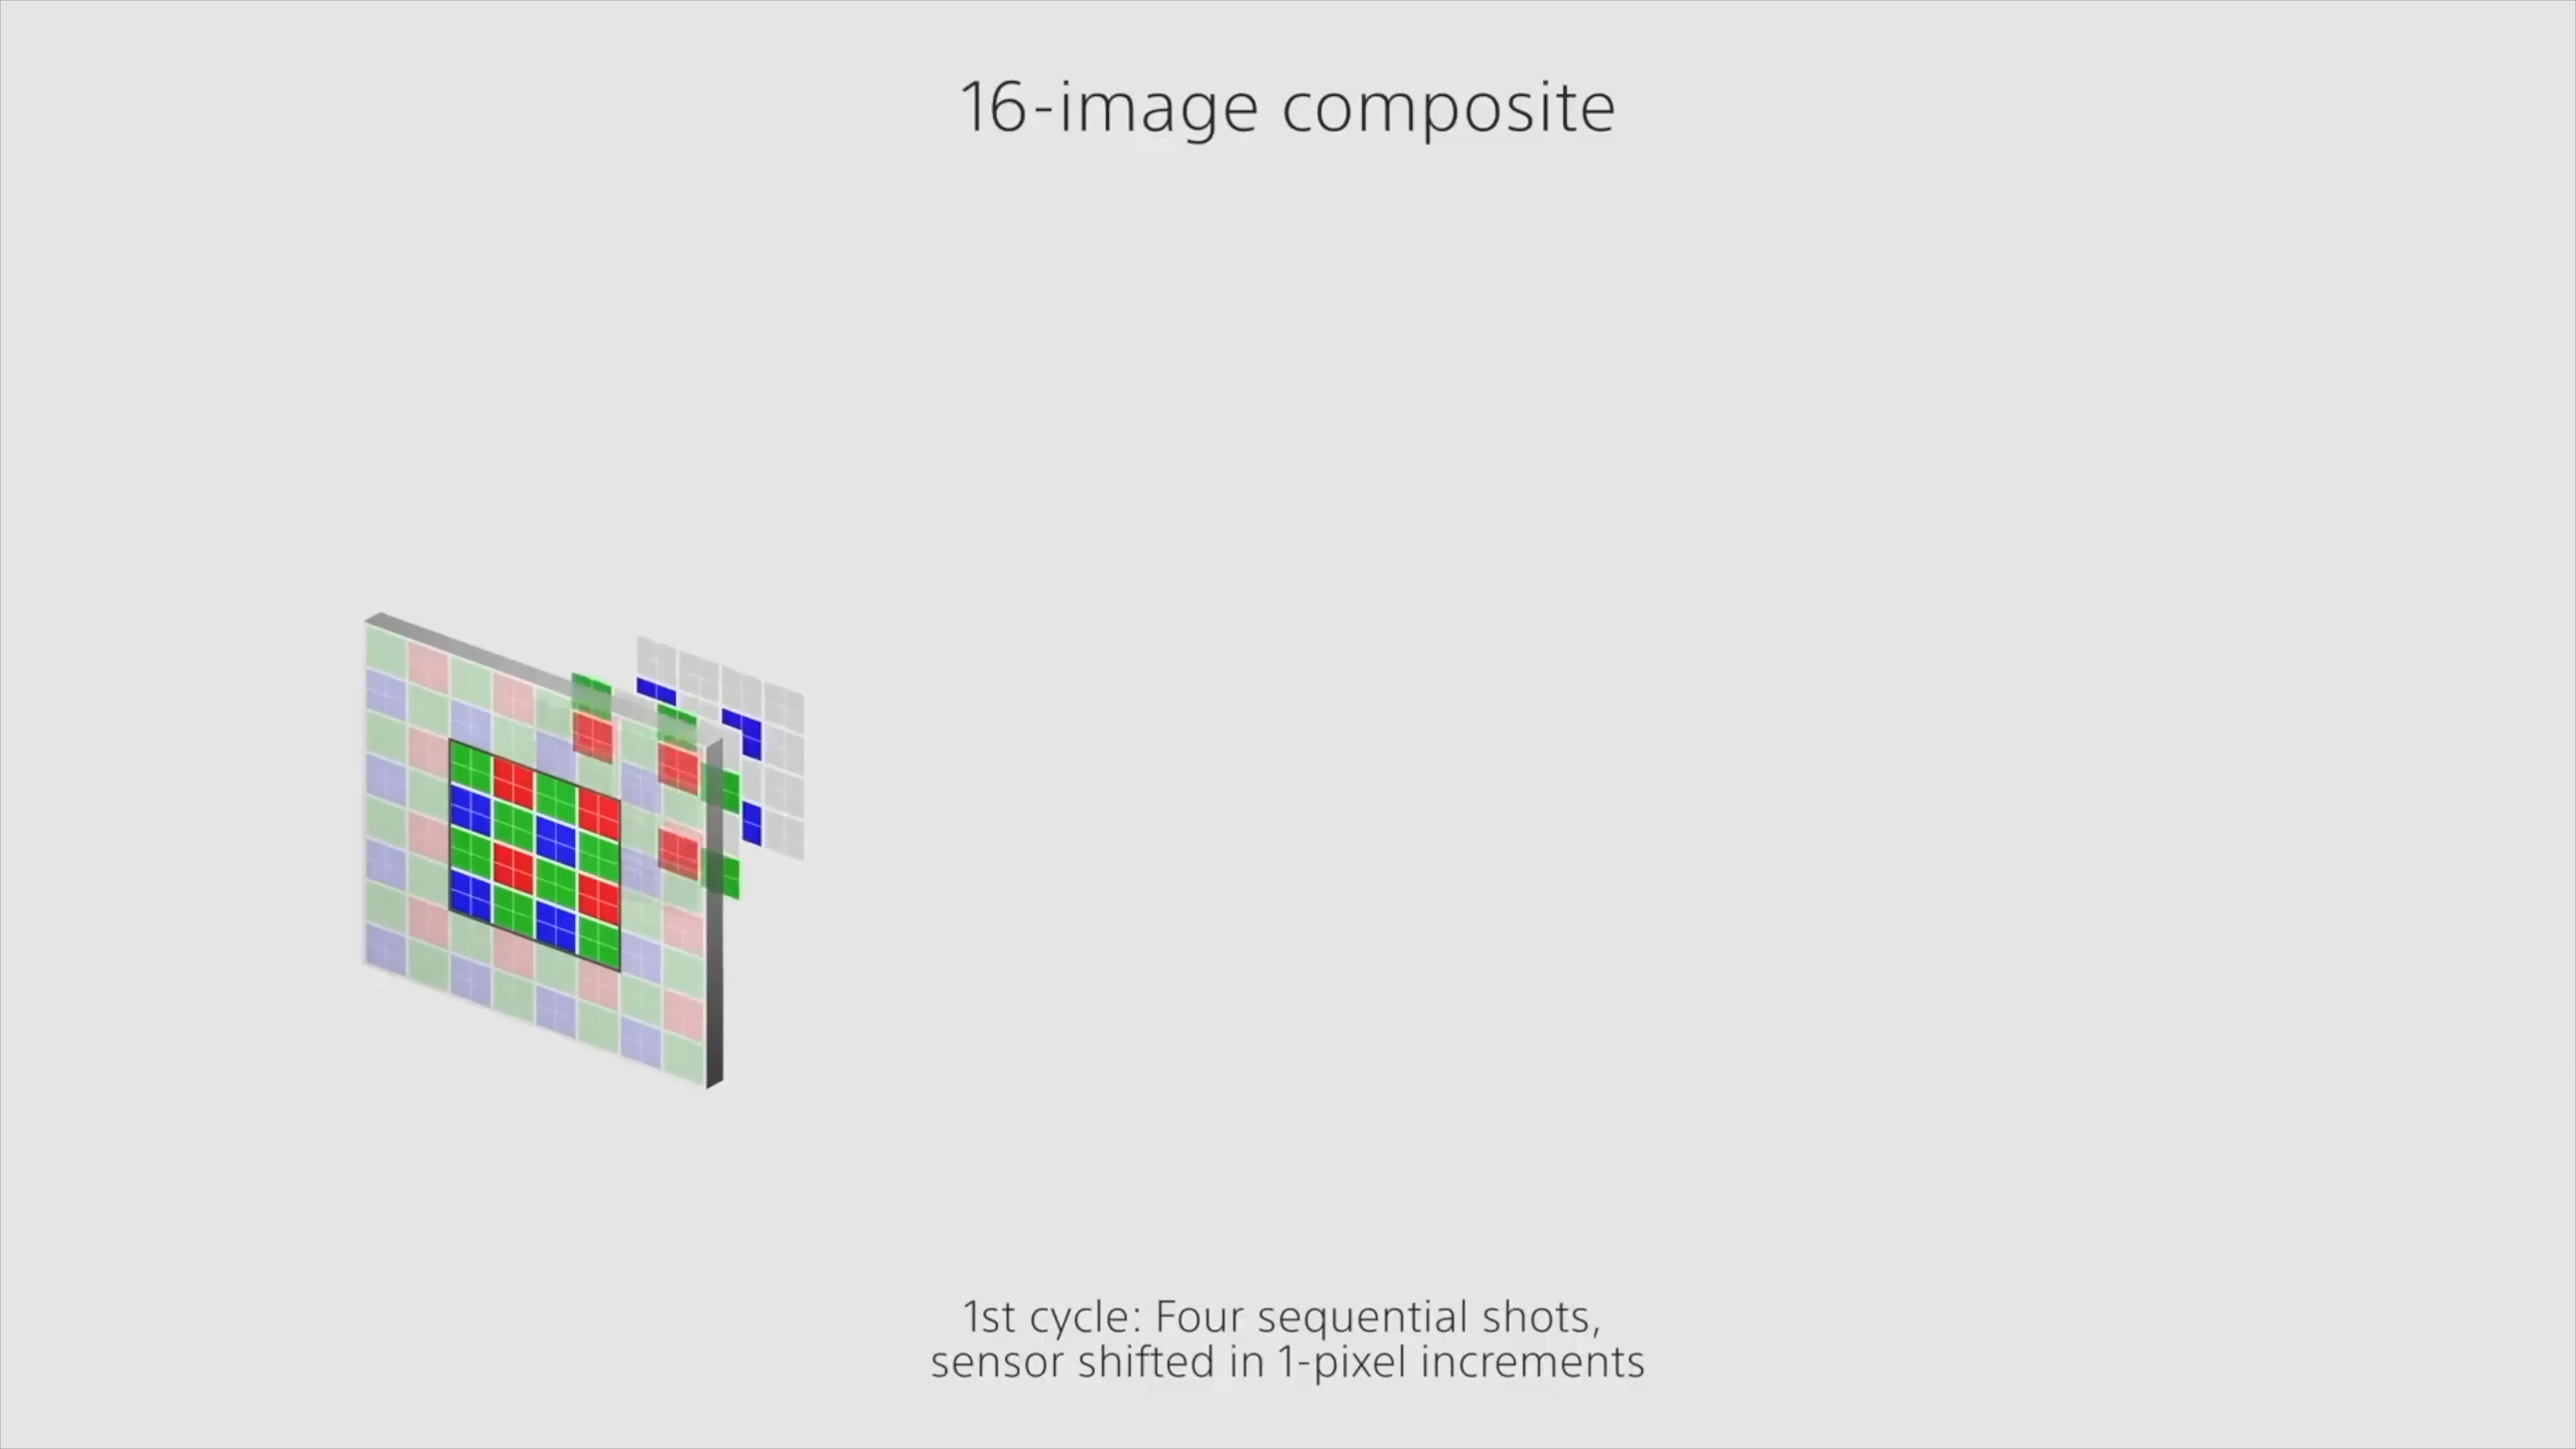 16-image composite
1st cycle: Four sequential shots,
sensor shifted in 1-pixel increments